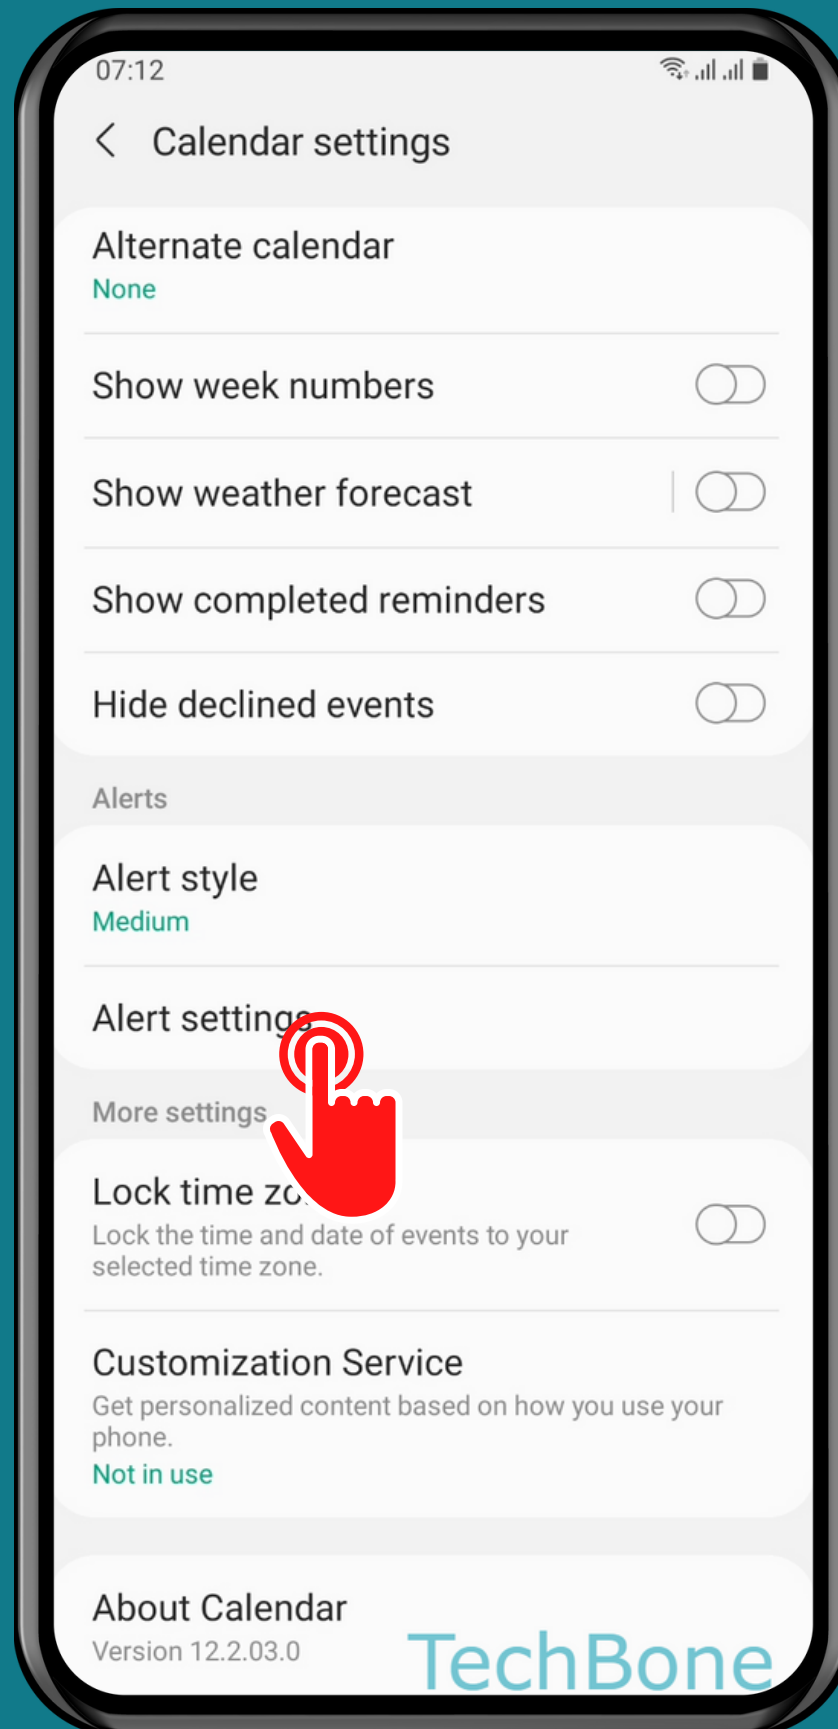 07:12
Calendar settings
Alternate calendar
None
Show week numbers
Show weather forecast
Show completed reminders
Hide declined events
Alerts
Alert style
Medium
Alert settings
More settings
Lock time
Lock the time and date of events to your
selected time zone.
Customization Service
Get personalized content based on how you use your
phone.
Not in use
About Calendar
Version 12.2.03.0
TechBone